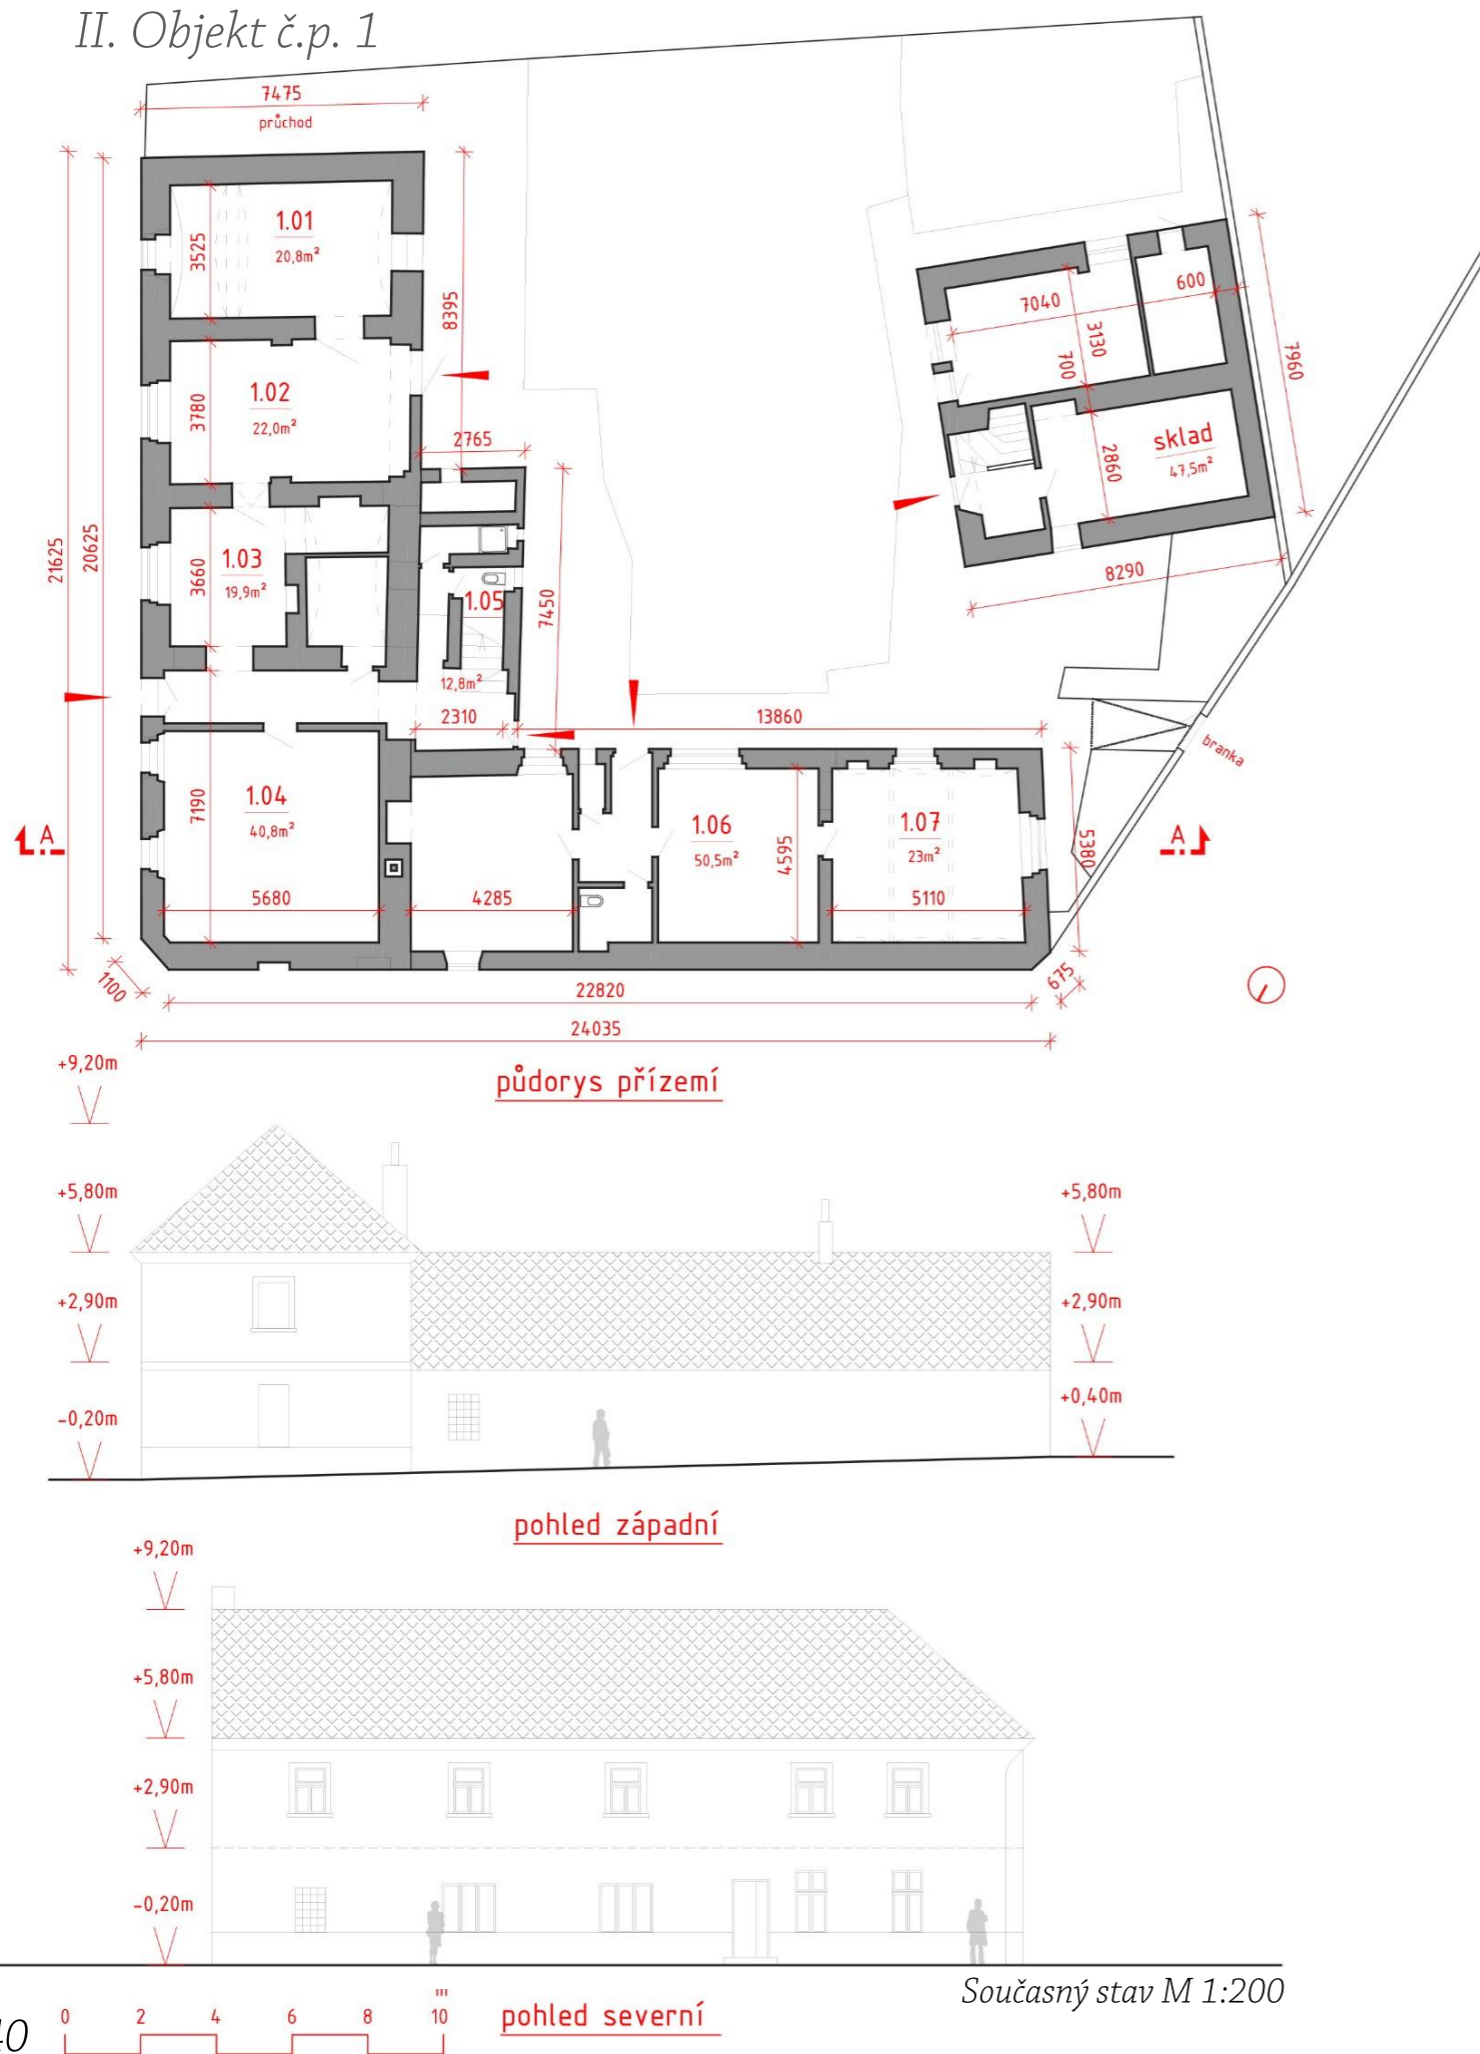 II. Objekt č.p. 1
7475
průchod
1.01
20,8m²
3525
8395
600
7040
3130
700
7960
1.02
22,0m²
3780
2765
sklad
47,5m²
2860
21625
20625
1.03
19,9m²
3660
7450
1.05
8290
12,8m²
2310
13860
branka
1.04
40,8m²
7190
A
1.06
50,5m²
4595
1.07
23m²
5380
A
5680
4285
5110
1100
675
22820
24035
půdorys přízemí
+9,20m
+5,80m
+5,80m
+2,90m
+2,90m
+0,40m
-0,20m
pohled západní
+9,20m
+5,80m
+2,90m
-0,20m
Současný stav M 1:200
0 2 4 6 8 10
m
pohled severní
40